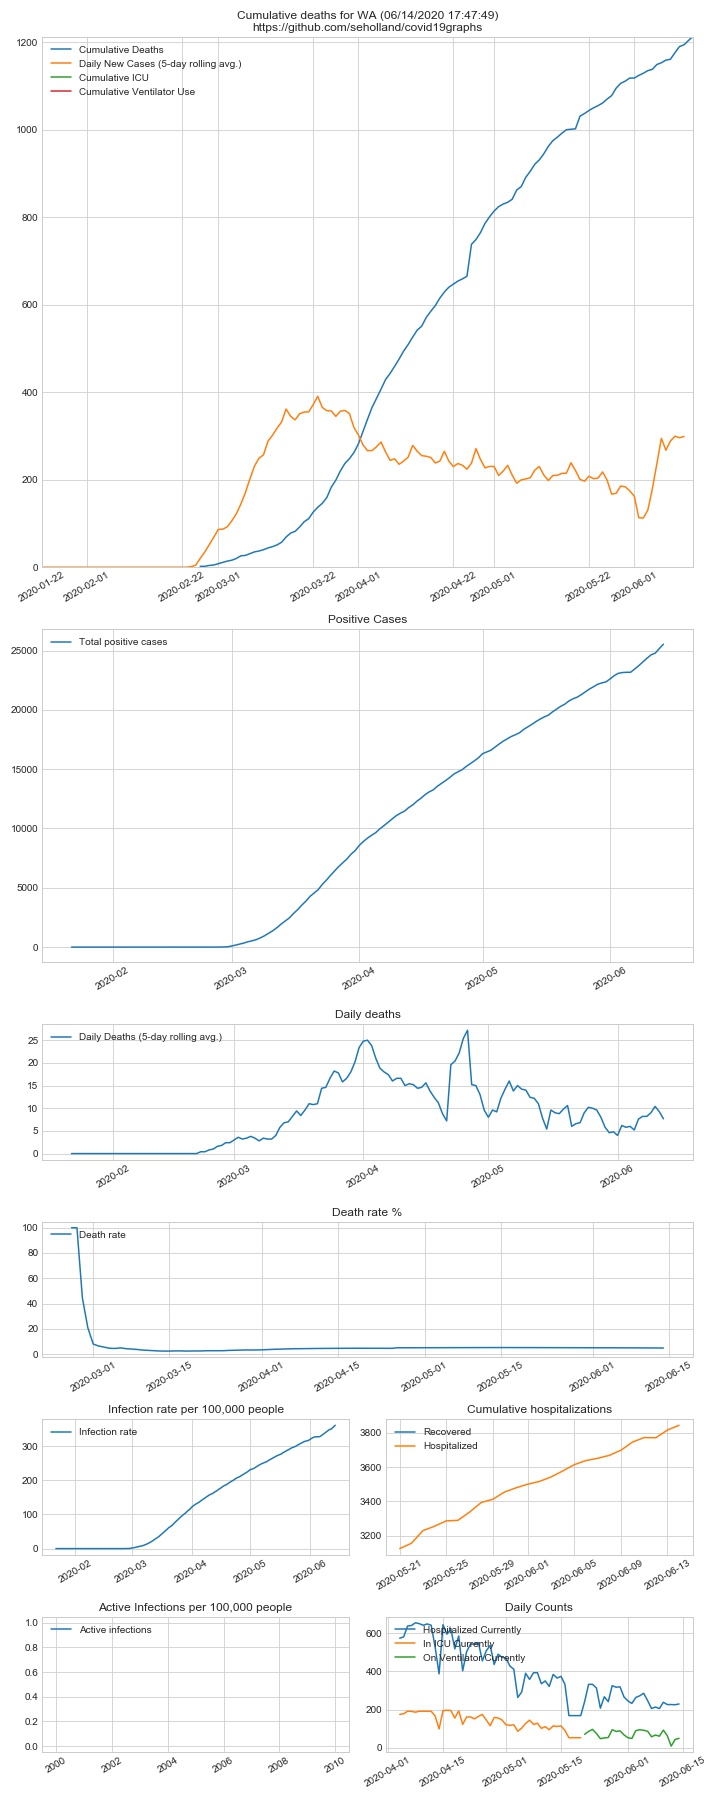 Cumulative deaths for WA (06/14/2020 17:47:49)
https://github.com/seholland/covid19graphs
Cumulative Deaths
Daily New Cases (5-day rolling avg.)
Cumulative ICU
Cumulative Ventilator Use
1200
1000
800
600
400
200
0
2020-01-22 2020-02-01 2020-02-22 2020-03-01 2020-03-22 2020-04-01 2020-04-22 2020-05-01 2020-05-22 2020-06-01
Positive Cases
Total positive cases
25000
20000
15000
10000
5000
0
2020-02 2020-03 2020-04 2020-05 2020-06
Daily deaths
Daily Deaths (5-day rolling avg.)
25
20
15
10
5
0
2020-02 2020-03 2020-04 2020-05 2020-06
Death rate %
Death rate
100
80
60
40
20
0
2020-03-01 2020-03-15 2020-04-01 2020-04-15 2020-05-01 2020-05-15 2020-06-01 2020-06-15
Infection rate per 100,000 people
Infection rate
300
200
100
0
2020-02 2020-03 2020-04 2020-05 2020-06
Cumulative hospitalizations
Recovered
Hospitalized
3800
3600
3400
3200
2020-05-21 2020-05-25 2020-05-29 2020-06-01 2020-06-05 2020-06-09 2020-06-13
Active Infections per 100,000 people
Active infections
1.0
0.8
0.6
0.4
0.2
0.0
2000 2002 2004 2006 2008 2010
Daily Counts
Hospitalized Currently
In ICU Currently
On Ventilator Currently
600
400
200
0
2020-04-01 2020-04-15 2020-05-01 2020-05-15 2020-06-01 2020-06-15